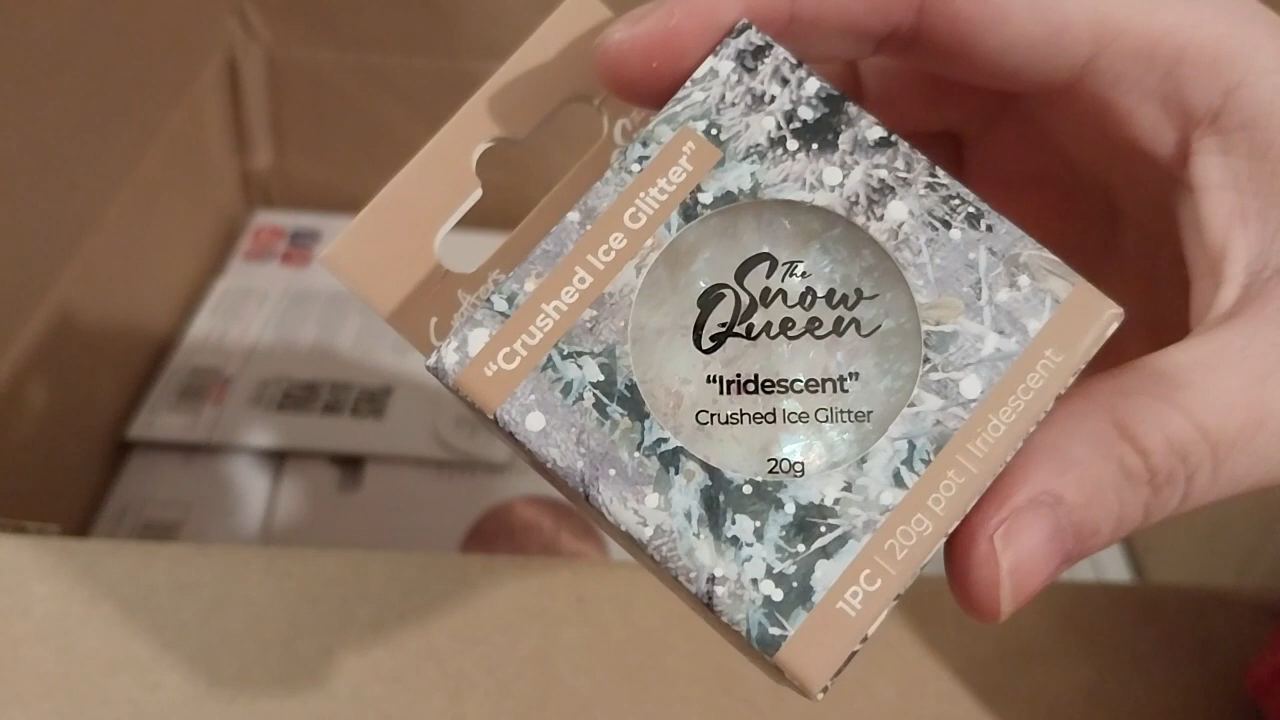 “Crushed Ice Glitter”
The
Snow
Queen
“Iridescent”
Crushed Ice Glitter
20g
1PC | 20g pot | Iridescent